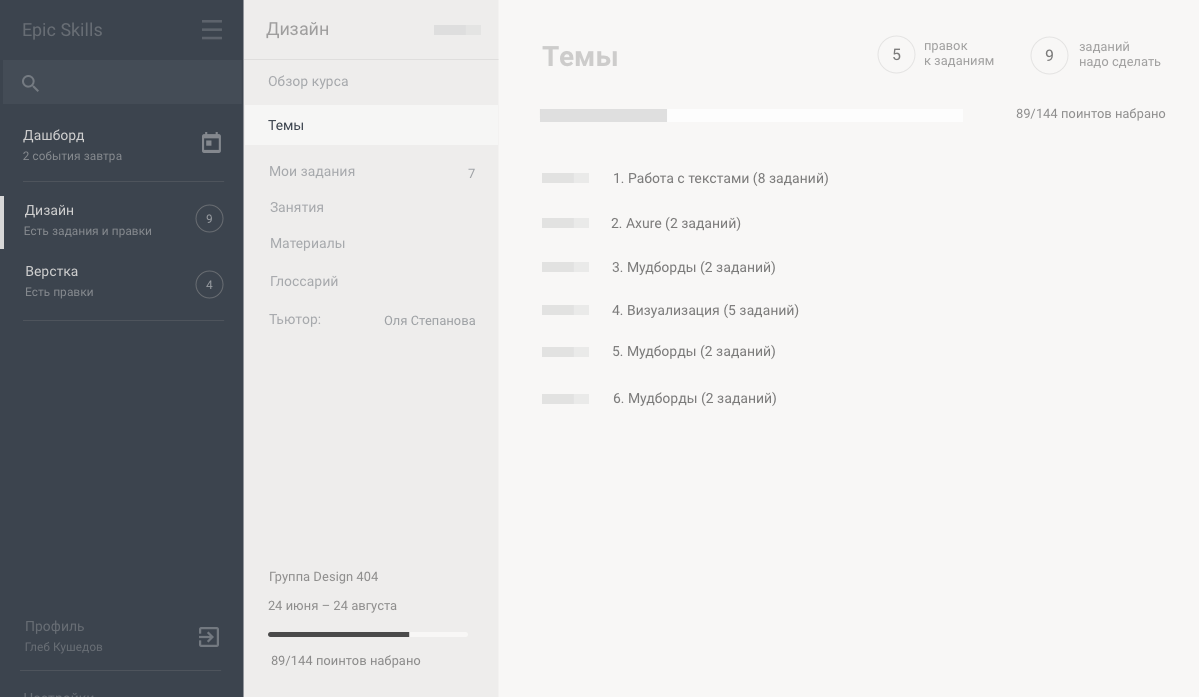 Epic Skills
Дашборд
2 события завтра
Дизайн
Есть задания и правки
9
Верстка
Есть правки
4
Профиль
Глеб Кушедов
Настройки
Дизайн
Обзор курса
Темы
Мои задания
7
Занятия
Материалы
Глоссарий
Тьютор:
Оля Степанова
Группа Design 404
24 июня – 24 августа
89/144 поинтов набрано
Темы
5
правок
к заданиям
9
заданий
надо сделать
89/144 поинтов набрано
1. Работа с текстами (8 заданий)
2. Axure (2 заданий)
3. Мудборды (2 заданий)
4. Визуализация (5 заданий)
5. Мудборды (2 заданий)
6. Мудборды (2 заданий)